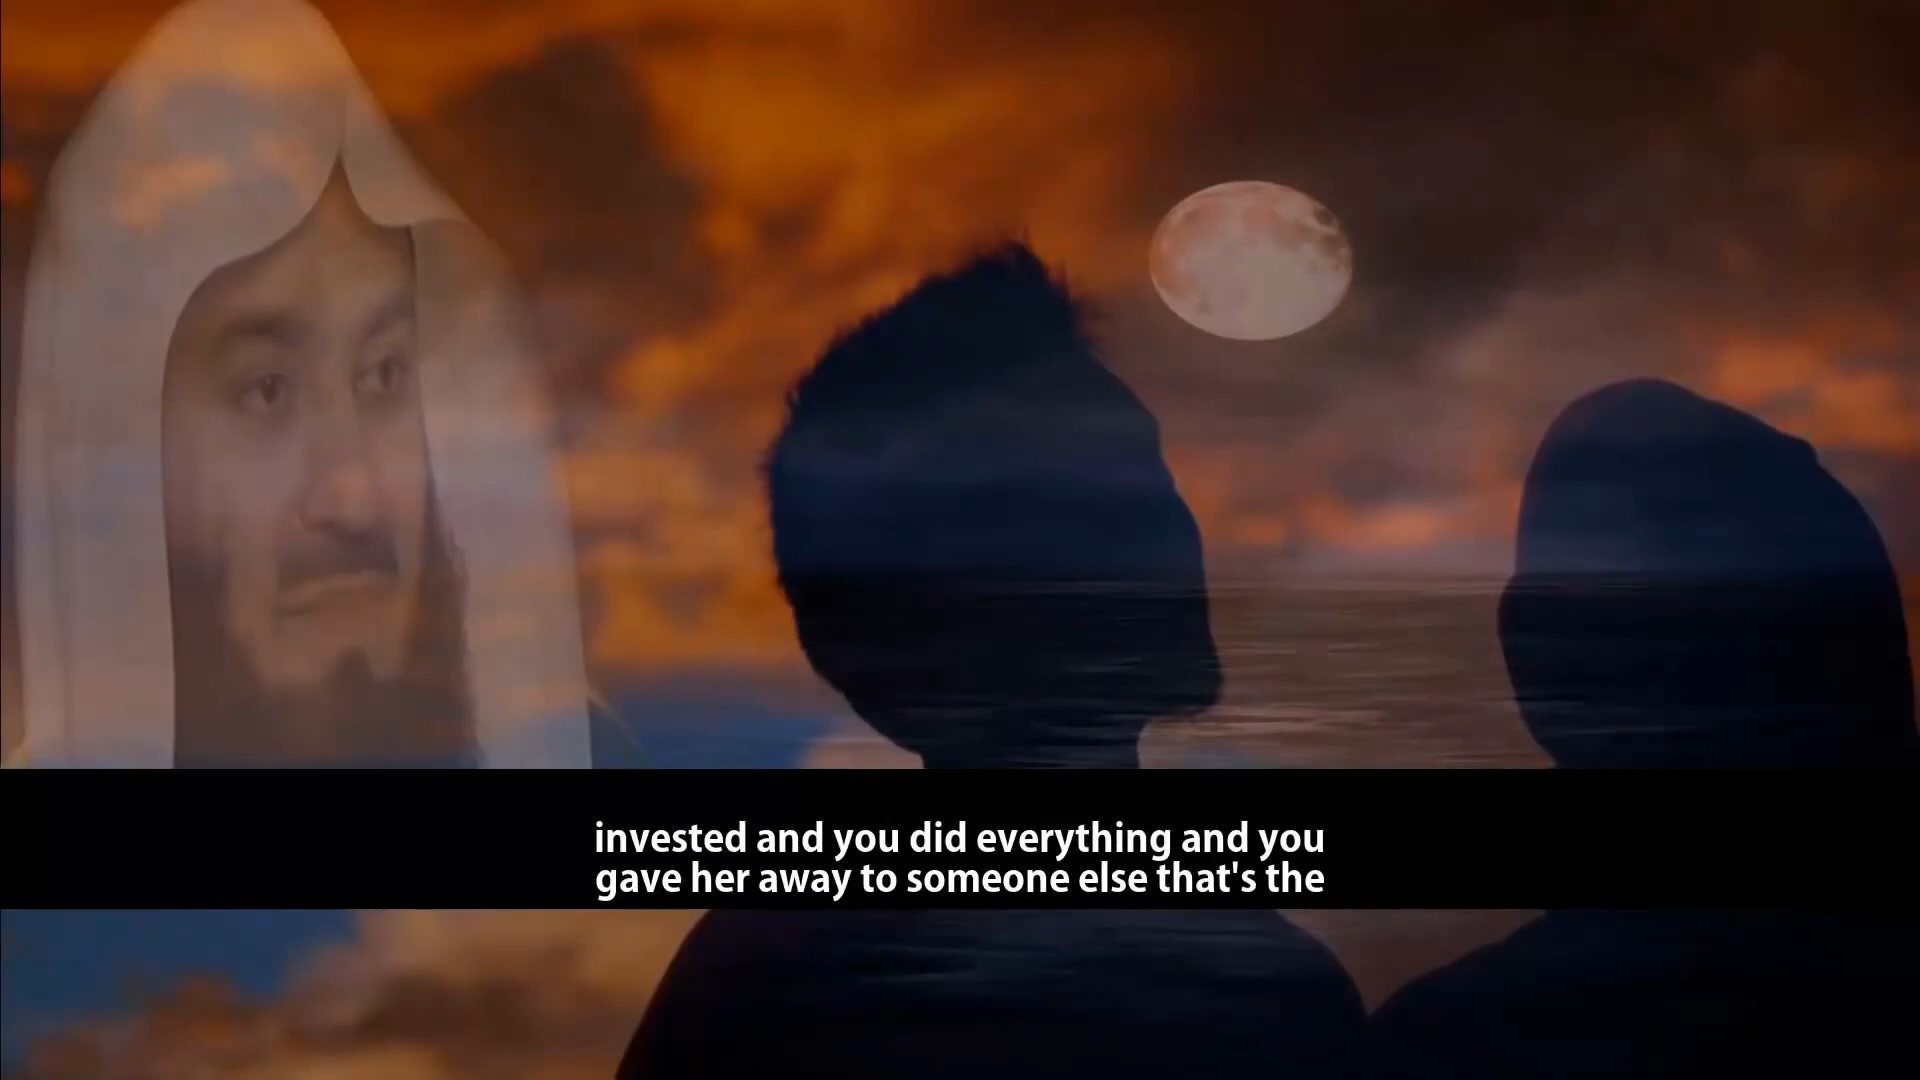 invested and you did everything and you
gave her away to someone else that's the